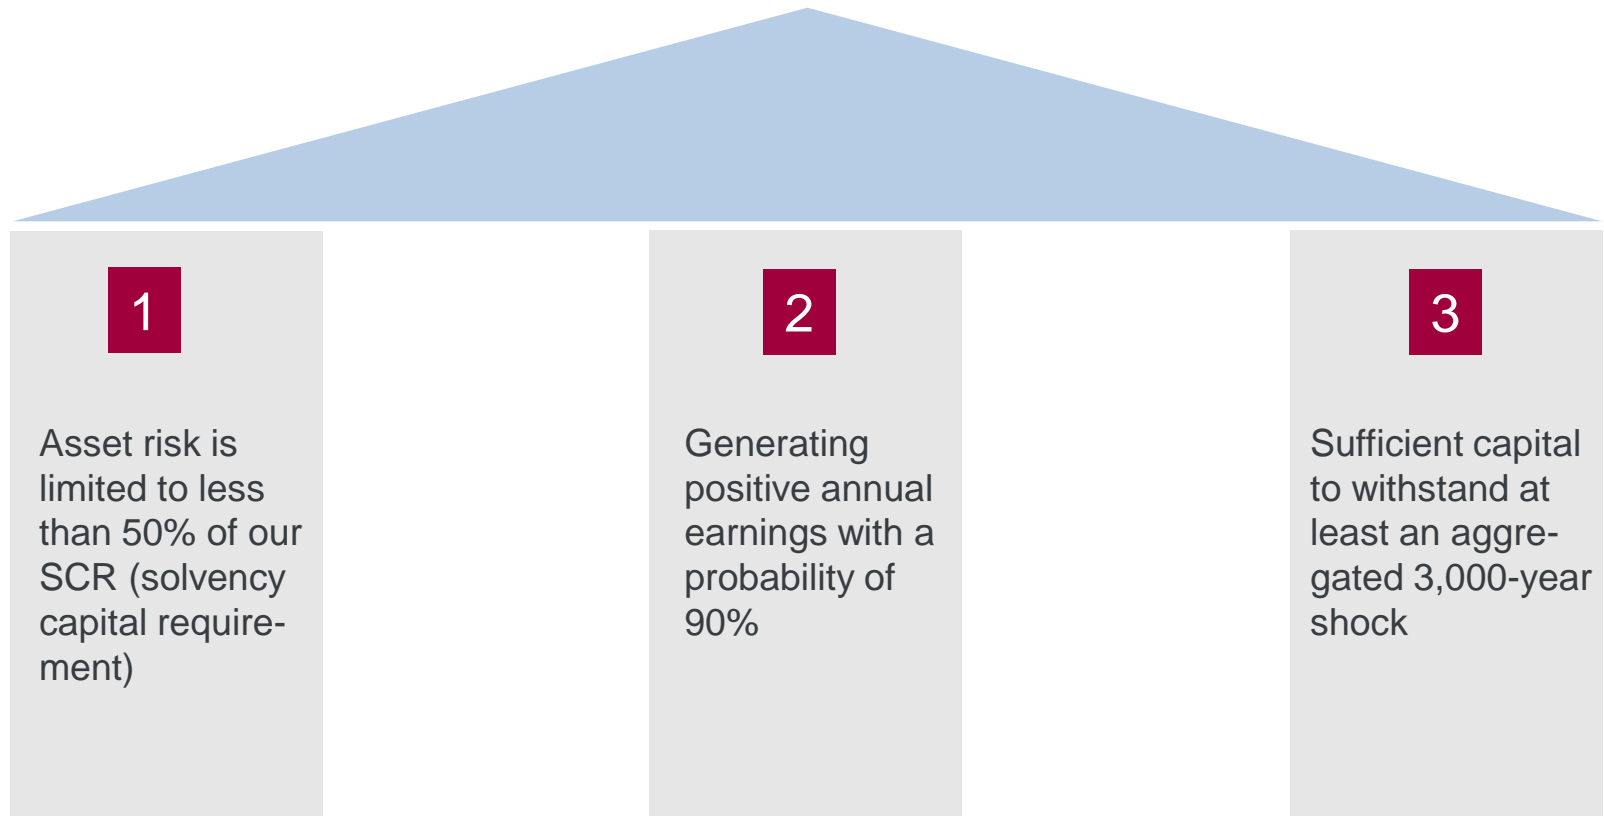 1
Asset risk is
limited to less
than 50% of our
SCR (solvency
capital require-
ment)
2
Generating
positive annual
earnings with a
probability of
90%
3
Sufficient capital
to withstand at
least an aggre-
gated 3,000-year
shock